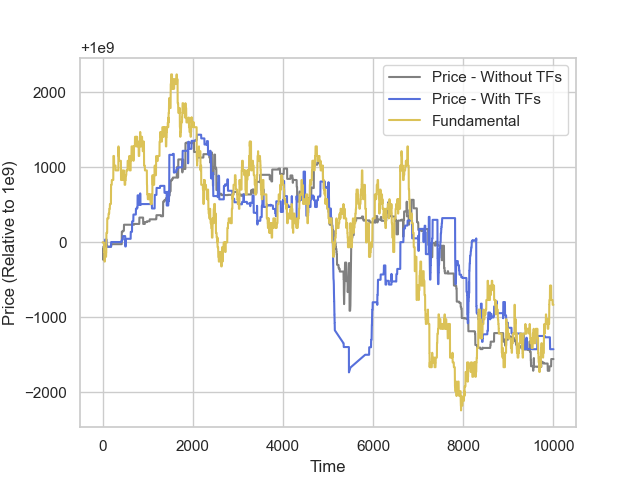 +1e9
Price - Without TFs
Price - With TFs
Fundamental
2000
1000
0
−1000
−2000
Price (Relative to 1e9)
0 2000 4000 6000 8000 10000
Time